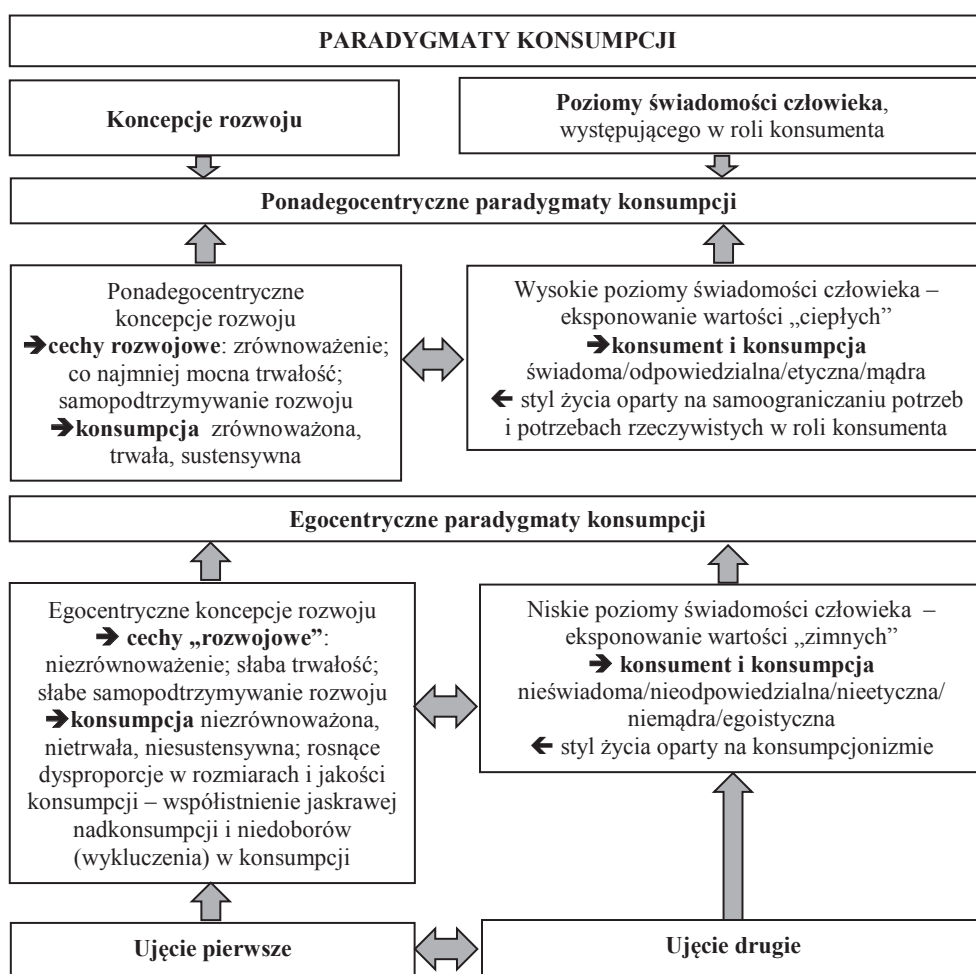 PARADYGMATY KONSUMPCJI
Koncepcje rozwoju
Poziomy świadomości człowieka,
występującego w roli konsumenta
Ponadegocentryczne paradygmaty konsumpcji
Ponadegocentryczne
koncepcje rozwoju
➔cechy rozwojowe: zrównoważenie;
co najmniej mocna trwałość;
samopodtrzymywanie rozwoju
➔konsumpcja zrównoważona,
trwała, sustensywna
Wysokie poziomy świadomości człowieka –
eksponowanie wartości „ciepłych”
➔konsument i konsumpcja
świadoma/odpowiedzialna/etyczna/mądra
🡸 styl życia oparty na samoograniczaniu potrzeb
i potrzebach rzeczywistych w roli konsumenta
Egocentryczne paradygmaty konsumpcji
Egocentryczne koncepcje rozwoju
➔ cechy „rozwojowe”:
niezrównoważenie; słaba trwałość;
słabe samopodtrzymywanie rozwoju
➔konsumpcja niezrównoważona,
nietrwała, niesustensywna; rosnące
dysproporcje w rozmiarach i jakości
konsumpcji – współistnienie jaskrawej
nadkonsumpcji i niedoborów
(wykluczenia) w konsumpcji
Niskie poziomy świadomości człowieka –
eksponowanie wartości „zimnych”
➔ konsument i konsumpcja
nieświadoma/nieodpowiedzialna/nieetyczna/
niemądra/egoistyczna
🡸 styl życia oparty na konsumpcjonizmie
Ujęcie pierwsze
Ujęcie drugie